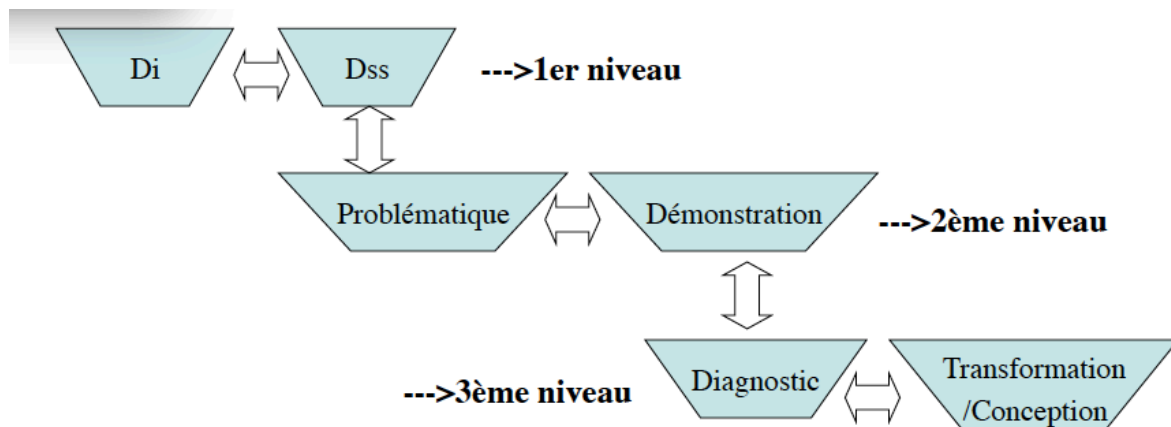 Di
Dss
--->1er niveau
Problématique
Démonstration
--->2ème niveau
--->3ème niveau
Diagnostic
Transformation
/Conception